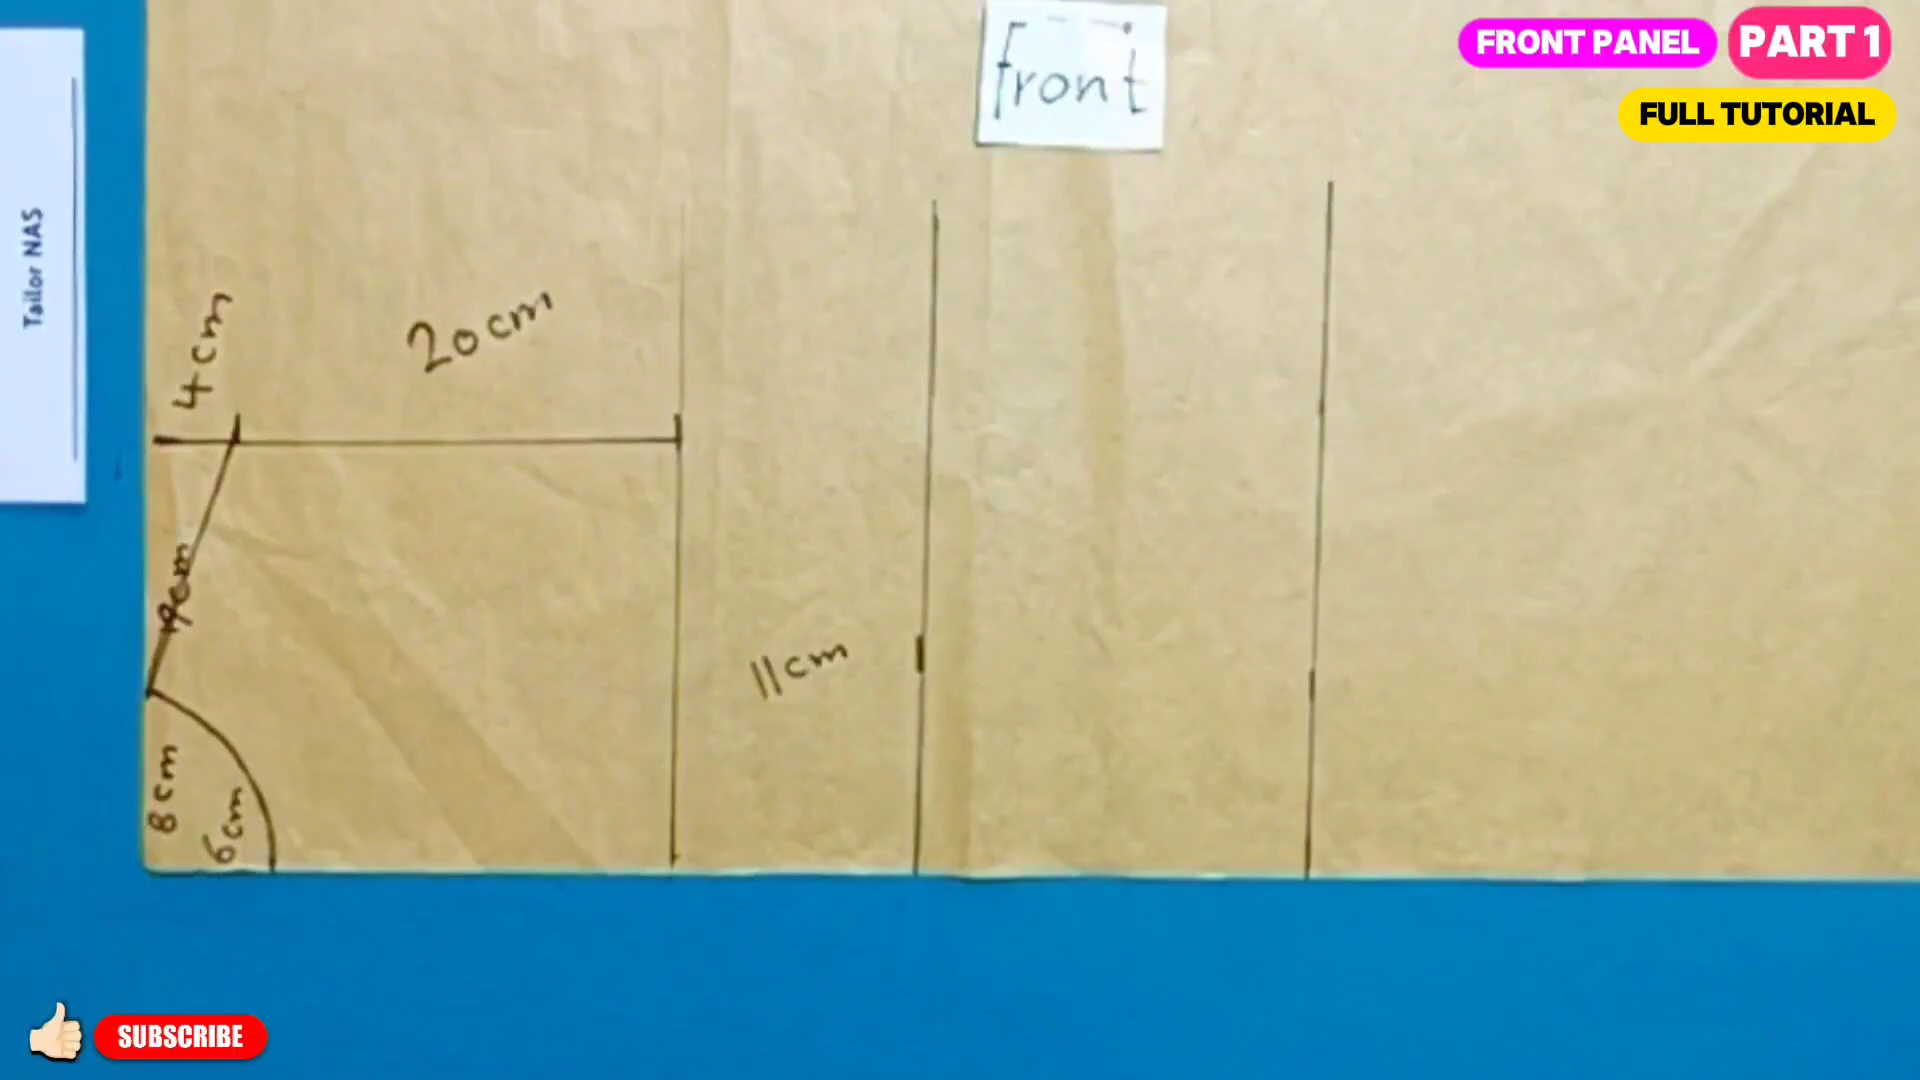 FRONT PANEL
PART 1
FULL TUTORIAL
Front
Tailor NAS
4cm
20cm
11cm
8cm
6cm
SUBSCRIBE